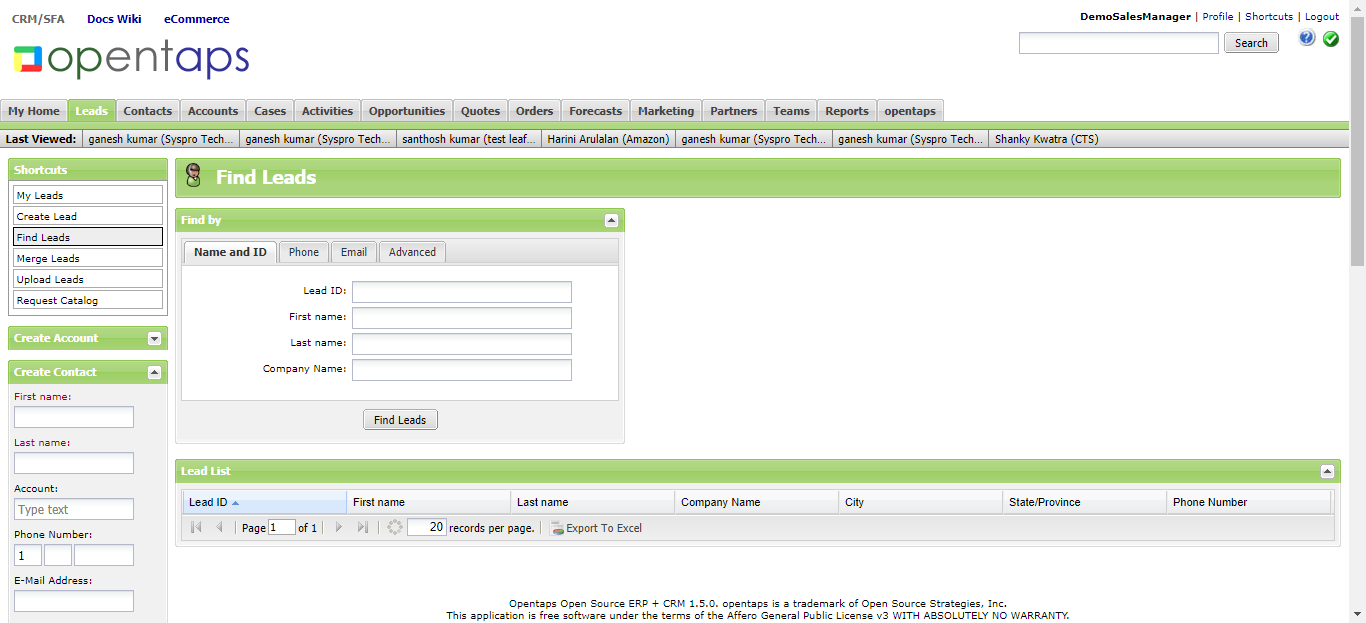 CRM/SFA Docs Wiki eCommerce
DemoSalesManager | Profile | Shortcuts | Logout
opentaps
Search
My Home Leads Contacts Accounts Cases Activities Opportunities Quotes Orders Forecasts Marketing Partners Teams Reports opentaps
Last Viewed: ganesh kumar (Syspro Tech... ganesh kumar (Syspro Tech... santhosh kumar (test leaf... Harini Arulalan (Amazon) ganesh kumar (Syspro Tech... ganesh kumar (Syspro Tech... Shanky Kwatra (CTS)
Shortcuts
My Leads
Create Lead
Find Leads
Merge Leads
Upload Leads
Request Catalog
Create Account
Create Contact
First name:
Last name:
Account:
Type text
Phone Number:
1
E-Mail Address:
Find Leads
Find by
Name and ID Phone Email Advanced
Lead ID:
First name:
Last name:
Company Name:
Find Leads
Lead List
Lead ID First name Last name Company Name City State/Province Phone Number
Page 1 of 1 20 records per page. Export To Excel
Opentaps Open Source ERP + CRM 1.5.0. opentaps is a trademark of Open Source Strategies, Inc.
This application is free software under the terms of the Affero General Public License v3 WITH ABSOLUTELY NO WARRANTY.